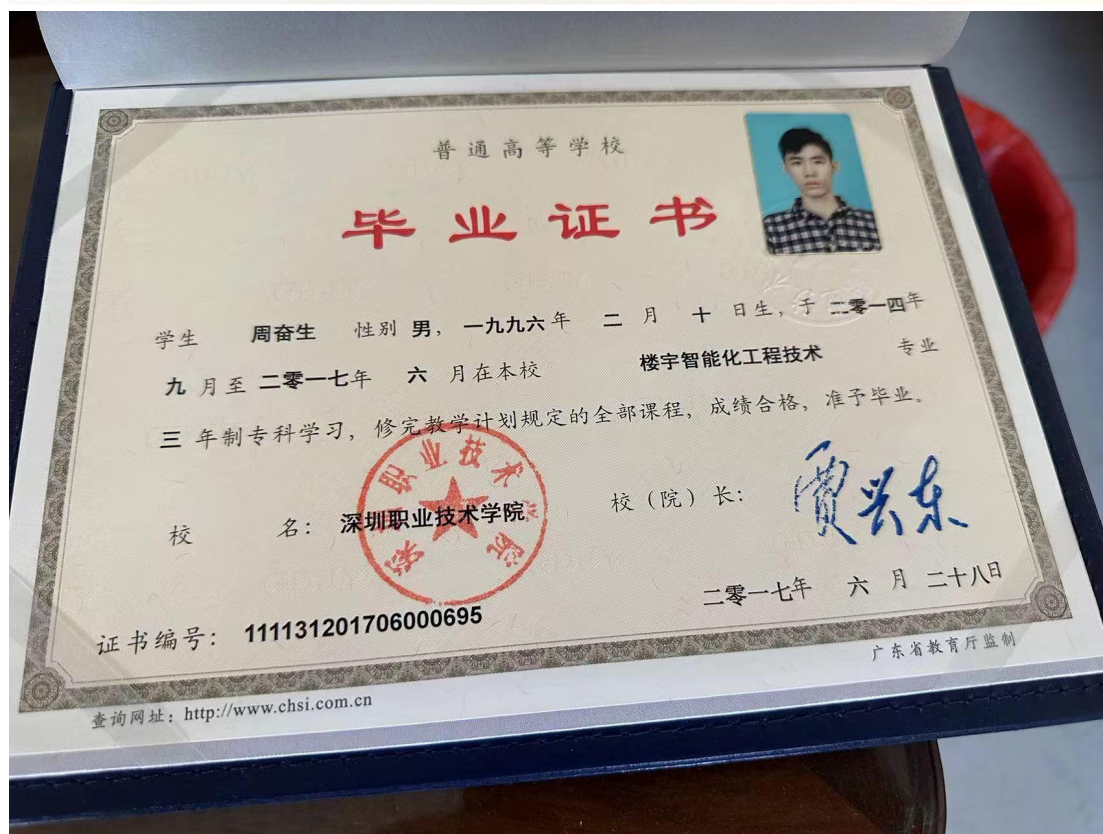 普通高等学校
毕业证书
学生 周奋生 性别 男，一九九六年 二 月 十 日生，于 二零一四年
九 月至 二零一七年 六 月在本校 楼宇智能化工程技术 专业
三 年制专科学习，修完教学计划规定的全部课程，成绩合格，准予毕业。
校 名：深圳职业技术学院 校（院）长：贾兴东
二零一七年 六 月 二十八日
证书编号：111131201706000695
广东省教育厅监制
查询网址：http://www.chsi.com.cn